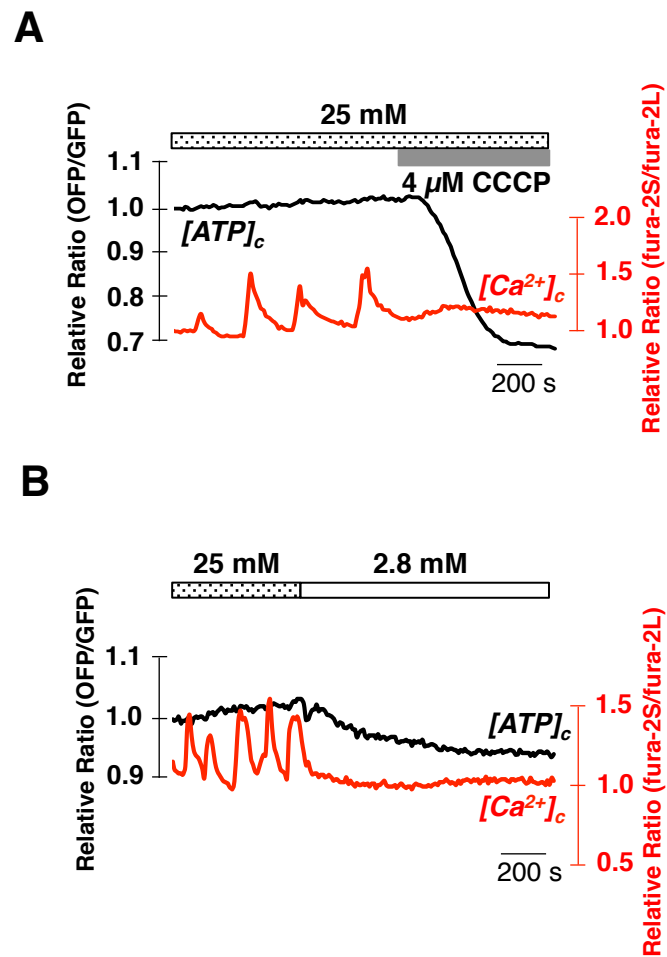 A
25 mM
4 µM CCCP
Relative Ratio (OFP/GFP)
1.1
1.0
0.9
0.8
0.7
[ATP]c
[Ca2+]c
2.0
1.5
1.0
Relative Ratio (fura-2S/fura-2L)
200 s
B
25 mM
2.8 mM
Relative Ratio (OFP/GFP)
1.1
1.0
0.9
[ATP]c
[Ca2+]c
1.5
1.0
0.5
Relative Ratio (fura-2S/fura-2L)
200 s